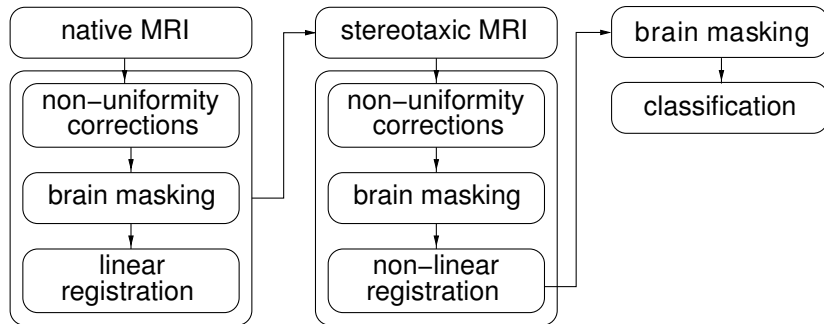 native MRI
non−uniformity
corrections
brain masking
linear
registration
stereotaxic MRI
non−uniformity
corrections
brain masking
non−linear
registration
brain masking
classification